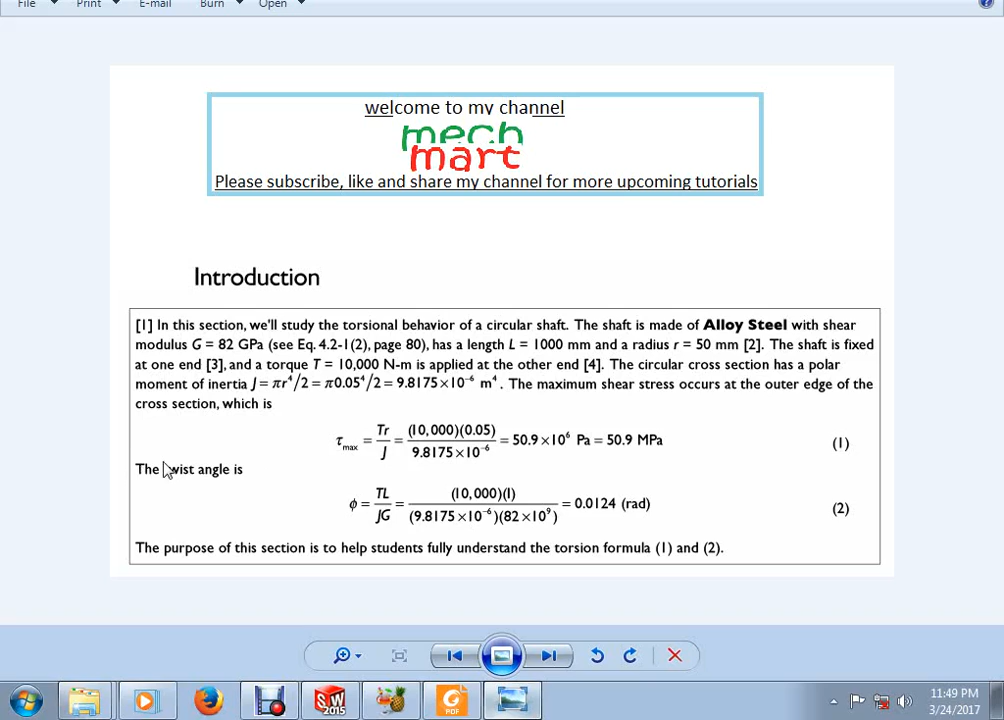 File Print E-mail Burn Open
welcome to my channel
mech
mart
Please subscribe, like and share my channel for more upcoming tutorials
Introduction
[1] In this section, we'll study the torsional behavior of a circular shaft. The shaft is made of Alloy Steel with shear
modulus G = 82 GPa (see Eq. 4.2-1(2), page 80), has a length L = 1000 mm and a radius r = 50 mm [2]. The shaft is fixed
at one end [3], and a torque T = 10,000 N-m is applied at the other end [4]. The circular cross section has a polar
moment of inertia J = πr⁴/2 = π0.05⁴/2 = 9.8175×10⁻⁶ m⁴. The maximum shear stress occurs at the outer edge of the
cross section, which is
τmax = Tr/J = (10,000)(0.05)/9.8175×10⁻⁶ = 50.9×10⁶ Pa = 50.9 MPa (1)
The twist angle is
ϕ = TL/JG = (10,000)(1)/(9.8175×10⁻⁶)(82×10⁹) = 0.0124 (rad) (2)
The purpose of this section is to help students fully understand the torsion formula (1) and (2).
SW
2015
G
PDF
11:49 PM
3/24/2017